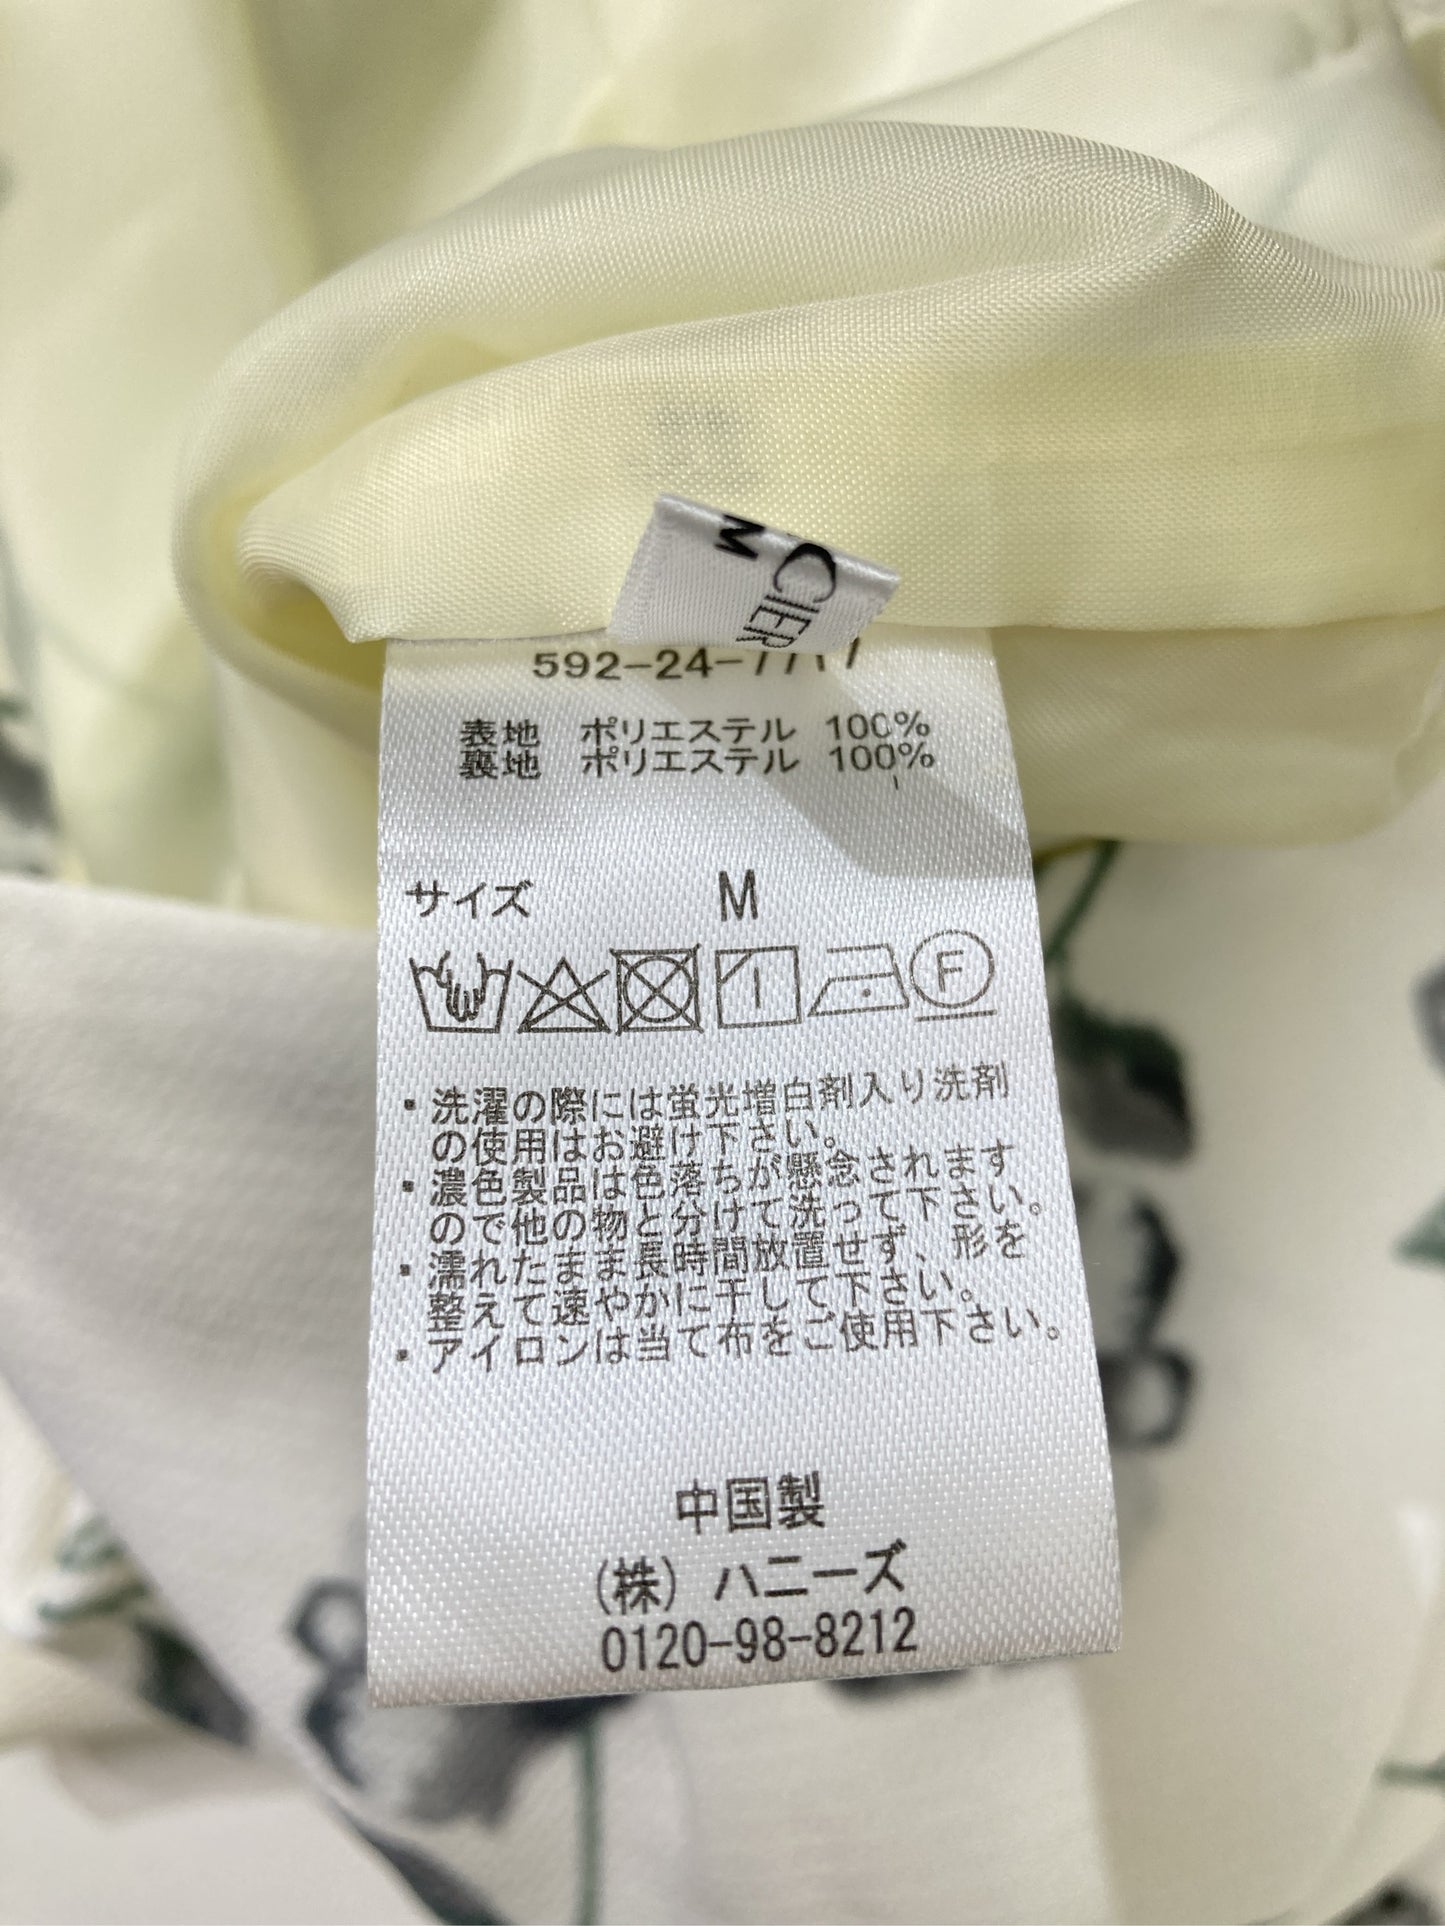 CIER
M
592-24-
表地 ポリエステル 100%
裏地 ポリエステル 100%
サイズ M
F
・洗濯の際には蛍光増白剤入り洗剤
の使用はお避け下さい。
・濃色製品は色落ちが懸念されます
ので他の物と分けて洗って下さい。
・濡れたまま長時間放置せず、形を
整えて速やかに干して下さい。
・アイロンは当て布をご使用下さい。
中国製
(株) ハニーズ
0120-98-8212